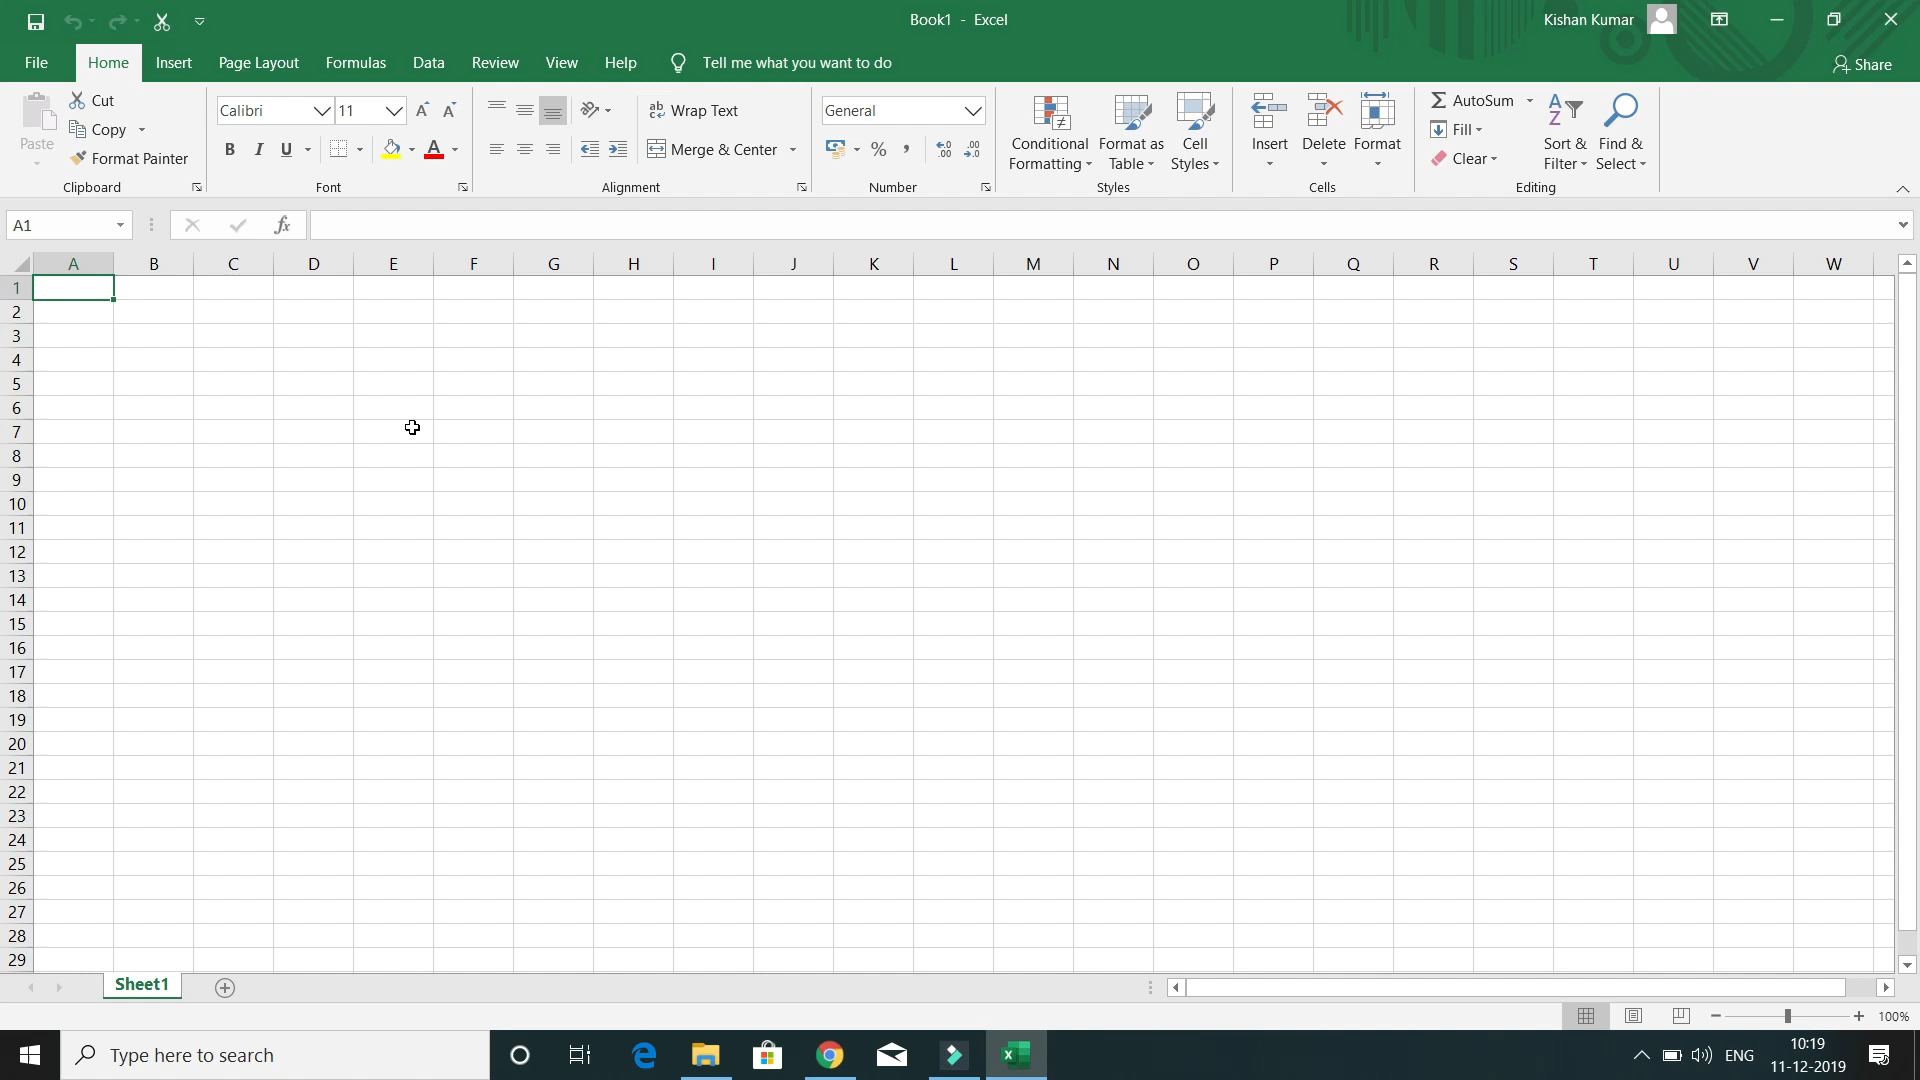 Book1 - Excel
Kishan Kumar
File Home Insert Page Layout Formulas Data Review View Help Tell me what you want to do
Share
Paste
Cut
Copy
Format Painter
Clipboard
Calibri 11
B I U
Font
Wrap Text
Merge & Center
Alignment
General
Number
Conditional Formatting
Format as Table
Cell Styles
Styles
Insert
Delete
Format
Cells
AutoSum
Fill
Clear
Sort & Filter
Find & Select
Editing
A1
fx
A B C D E F G H I J K L M N O P Q R S T U V W
1
2
3
4
5
6
7
8
9
10
11
12
13
14
15
16
17
18
19
20
21
22
23
24
25
26
27
28
29
Sheet1
100%
Type here to search
ENG
10:19
11-12-2019